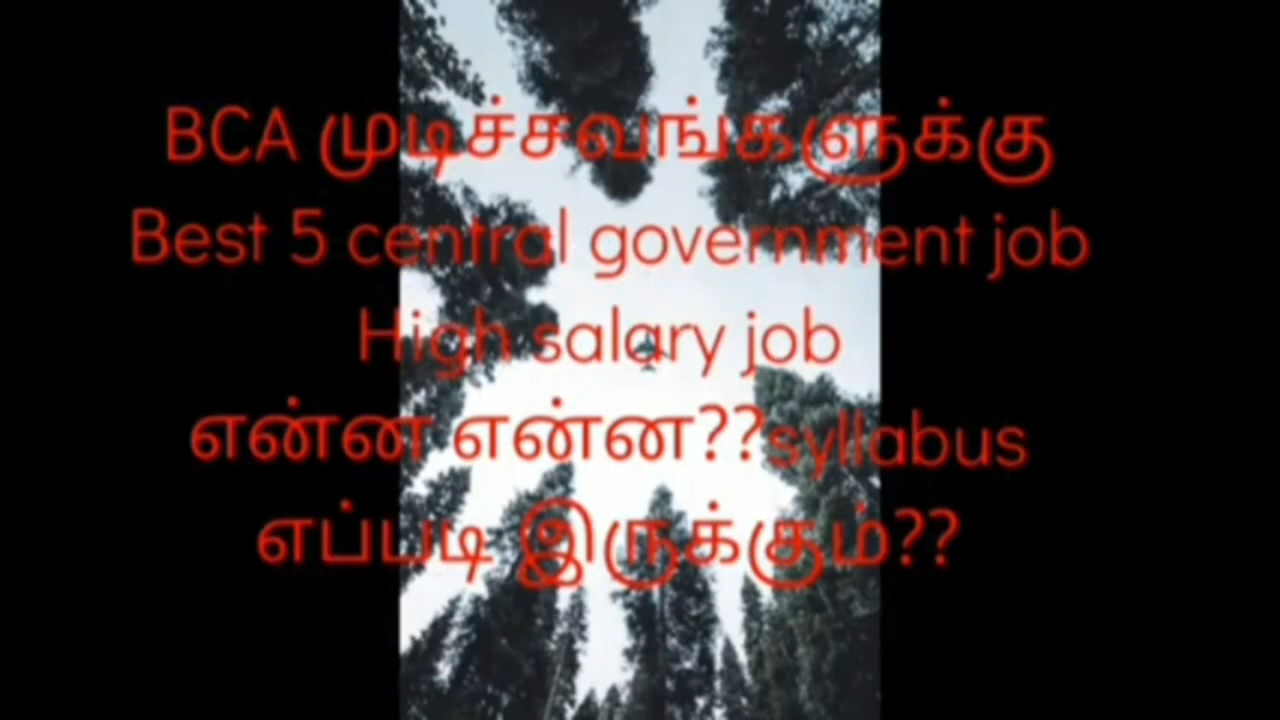 BCA முடிச்சவங்களுக்கு
Best 5 central government job
High salary job
என்ன என்ன??syllabus
எப்படி இருக்கும்??